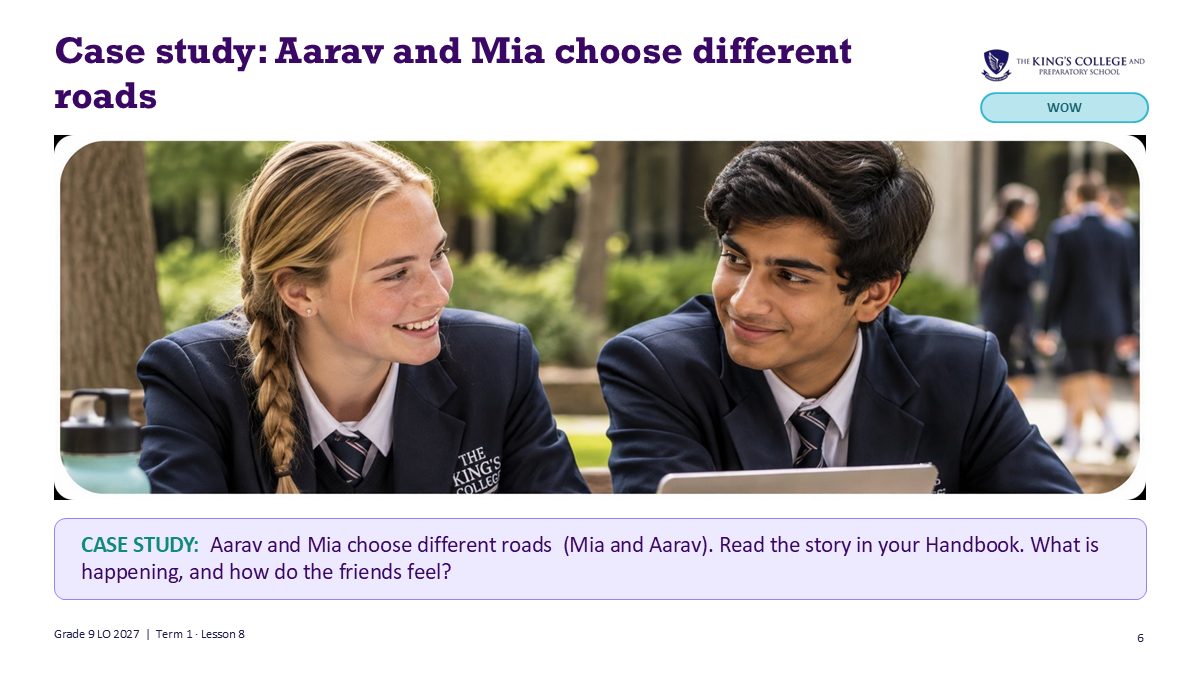 Case study: Aarav and Mia choose different
roads
THE KING'S COLLEGE AND
PREPARATORY SCHOOL
WOW
THE
KING'S
COLLEGE
CASE STUDY:  Aarav and Mia choose different roads  (Mia and Aarav). Read the story in your Handbook. What is
happening, and how do the friends feel?
Grade 9 LO 2027  |  Term 1 · Lesson 8
6